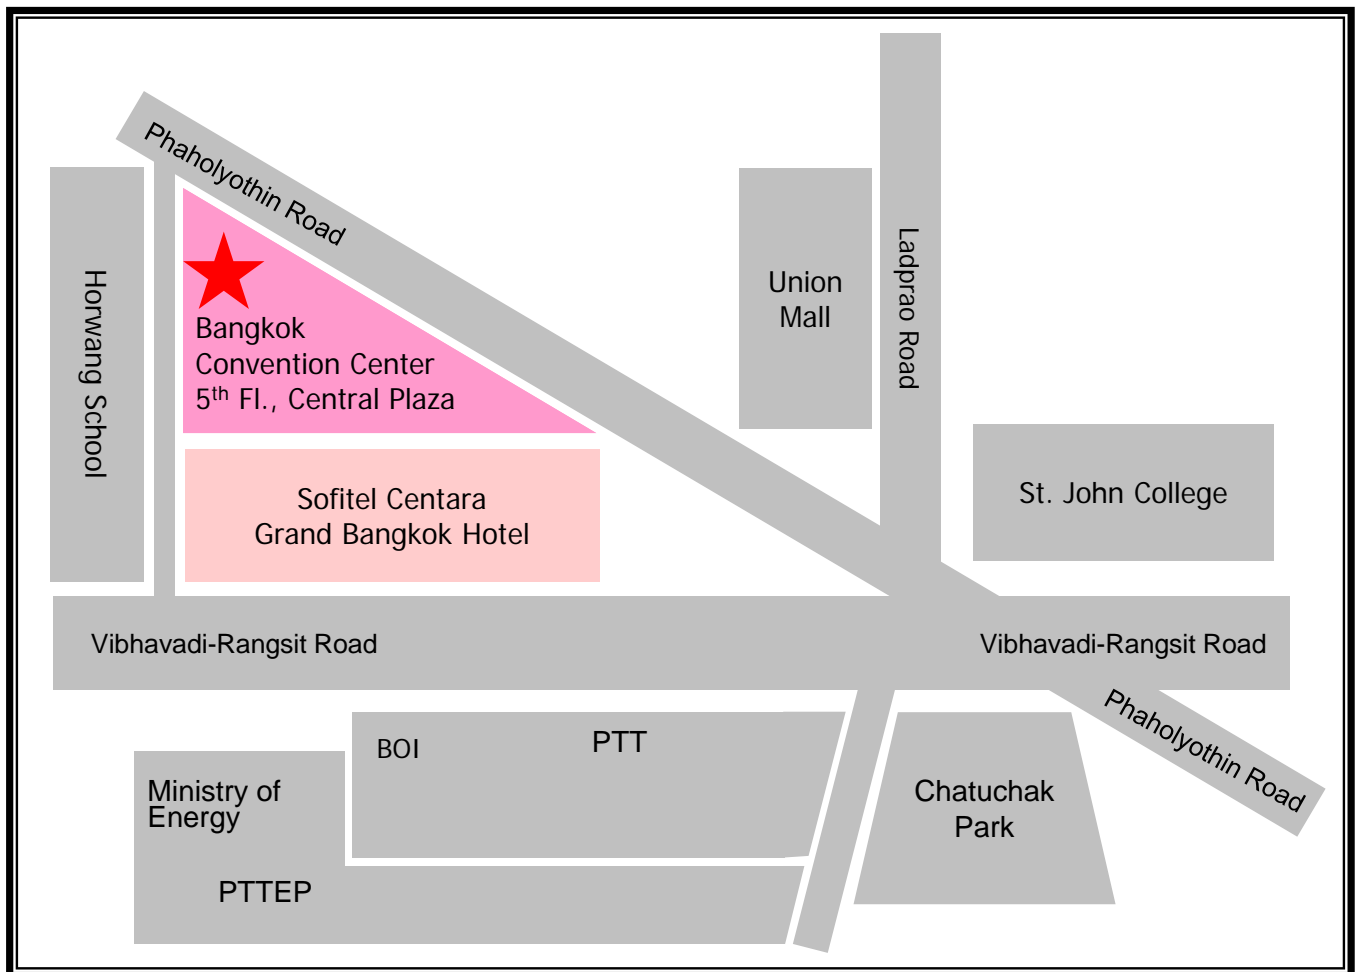 Phaholyothin Road
Horwang School
Bangkok
Convention Center
5th Fl., Central Plaza
Union
Mall
Ladprao Road
Sofitel Centara
Grand Bangkok Hotel
St. John College
Vibhavadi-Rangsit Road
Vibhavadi-Rangsit Road
Phaholyothin Road
BOI
PTT
Ministry of
Energy
Chatuchak
Park
PTTEP